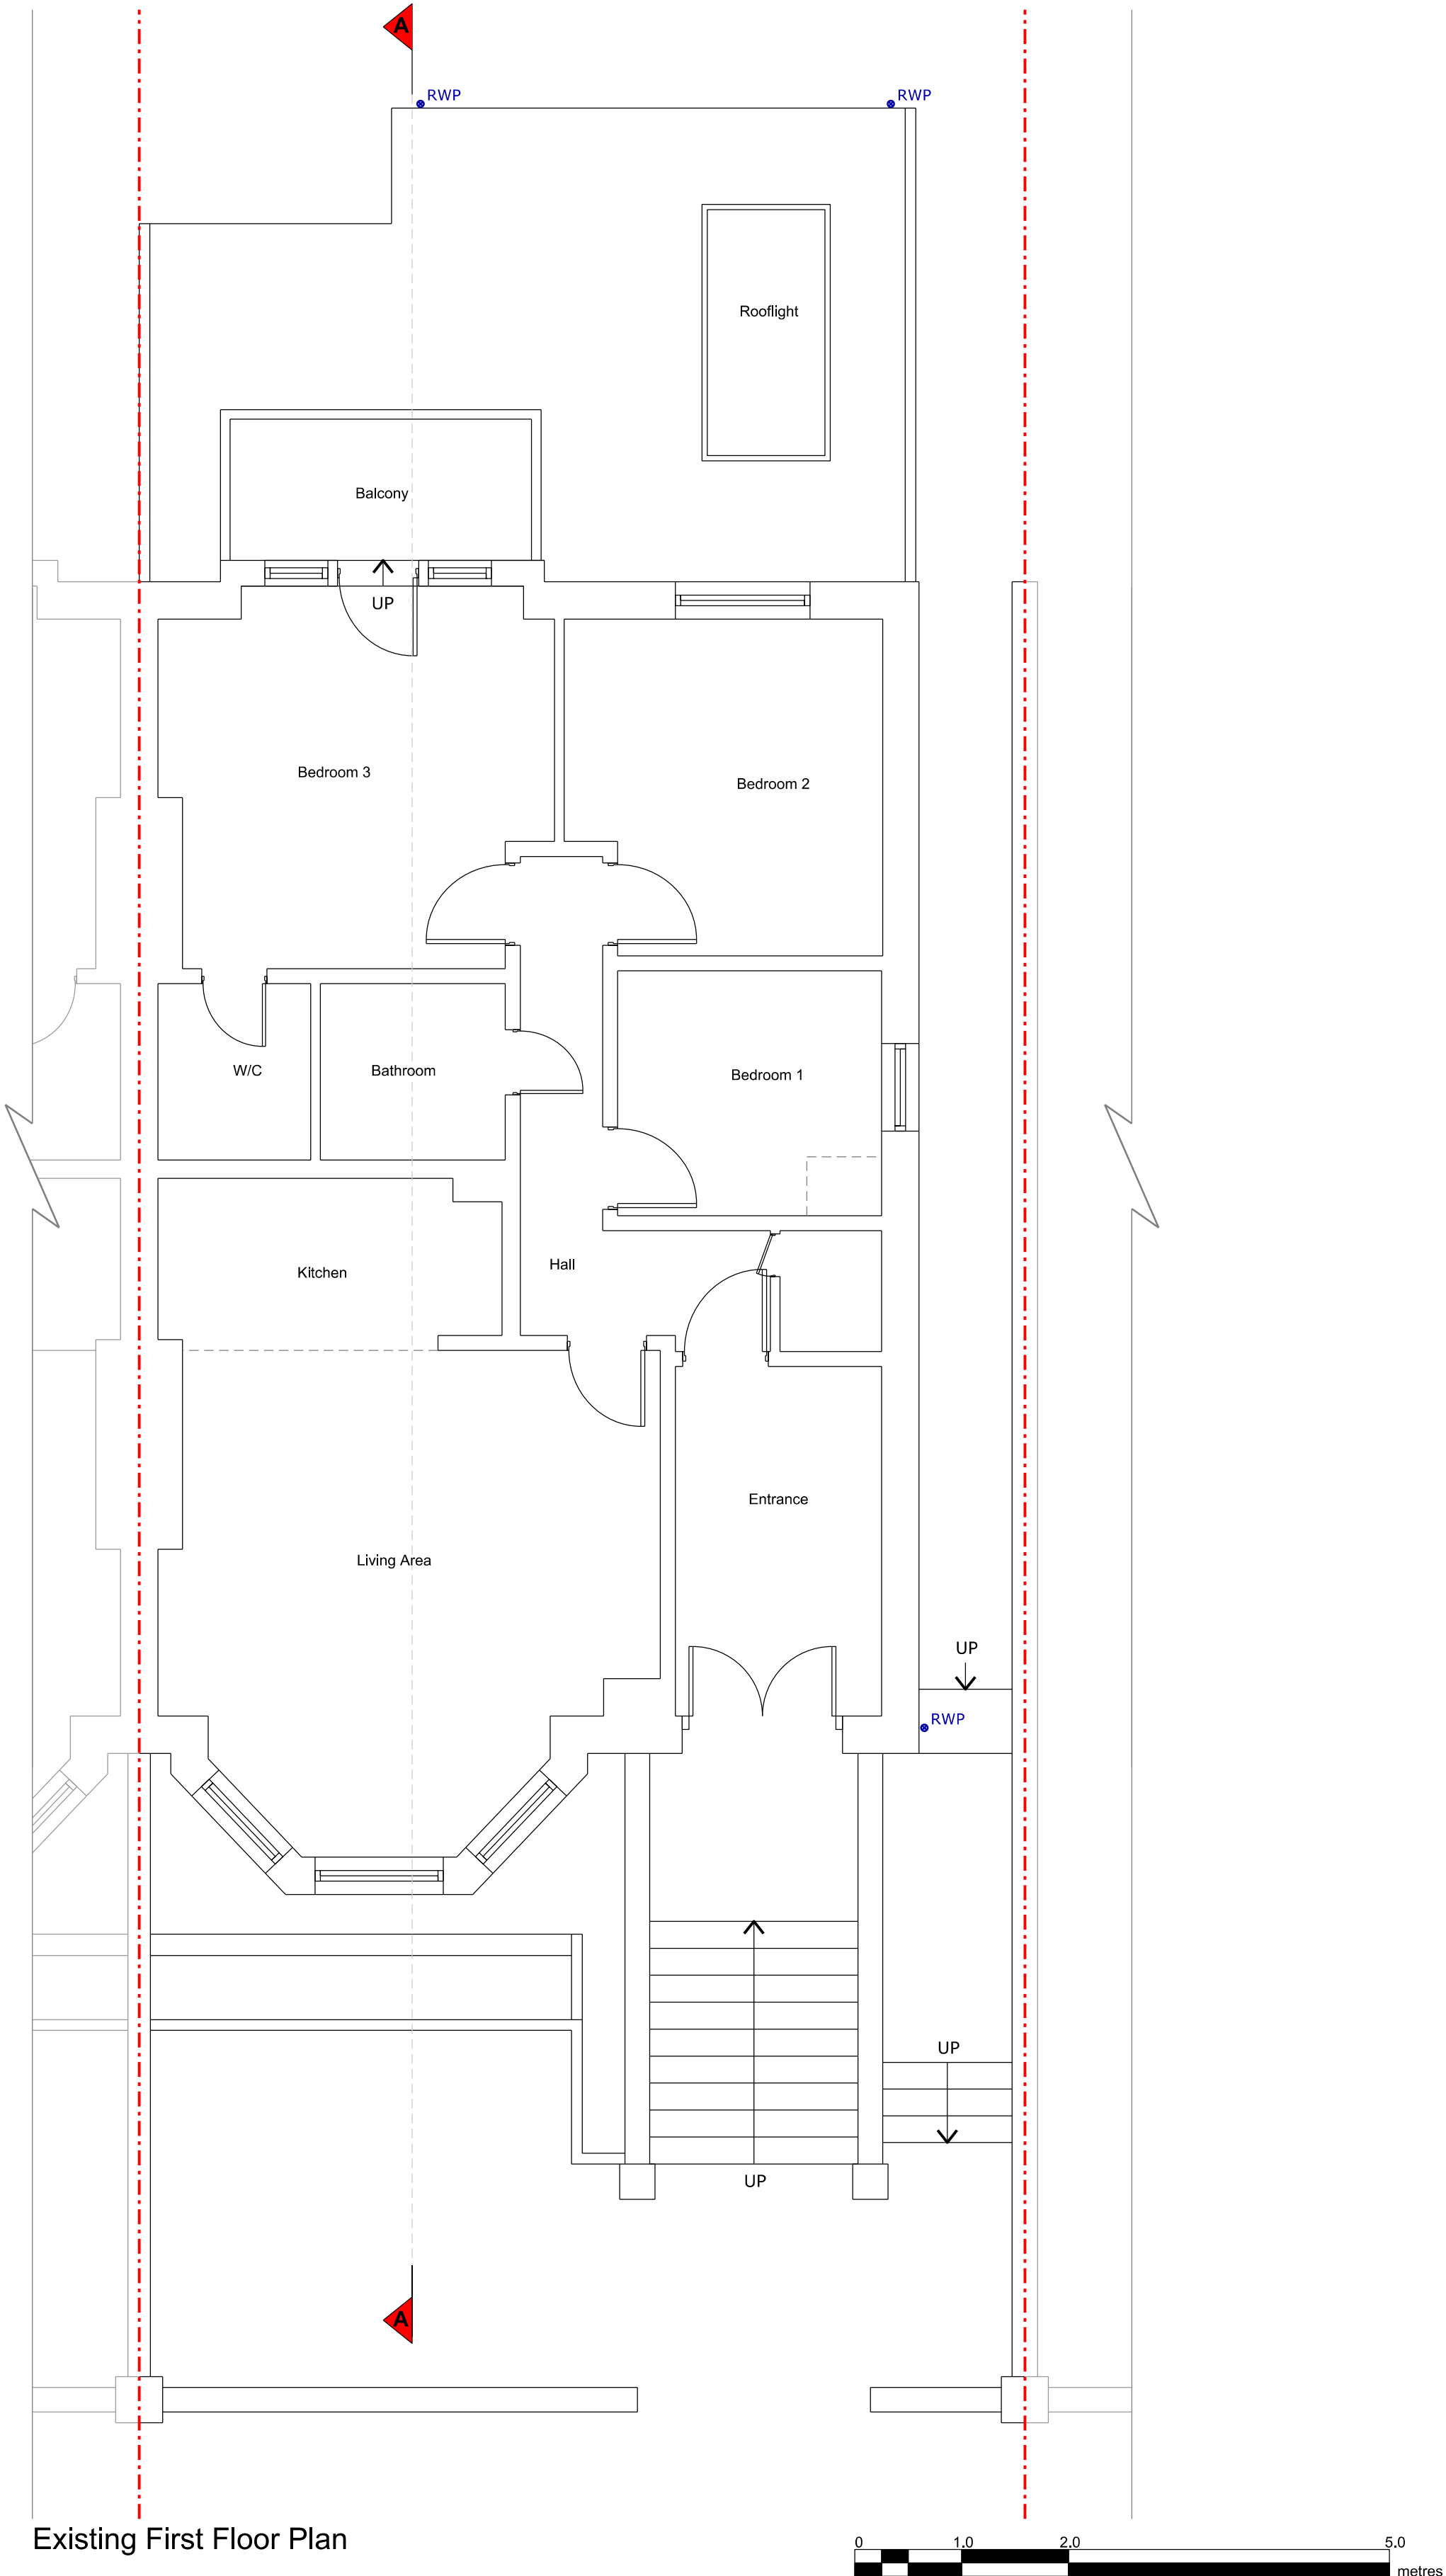 A
RWP
RWP
Rooflight
Balcony
UP
Bedroom 3
Bedroom 2
W/C
Bathroom
Bedroom 1
Kitchen
Hall
Entrance
Living Area
UP
RWP
UP
UP
A
Existing First Floor Plan
0 1.0 2.0 5.0
metres